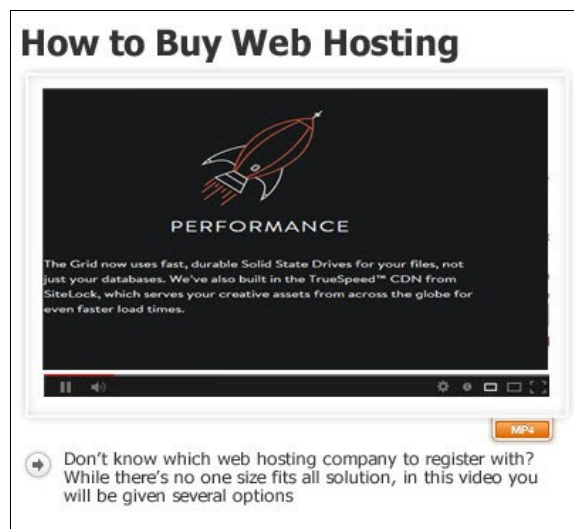 How to Buy Web Hosting
PERFORMANCE
The Grid now uses fast, durable Solid State Drives for your files, not
just your databases. We've also built in the TrueSpeed™ CDN from
SiteLock, which serves your creative assets from across the globe for
even faster load times.
MP4
Don't know which web hosting company to register with?
While there's no one size fits all solution, in this video you
will be given several options